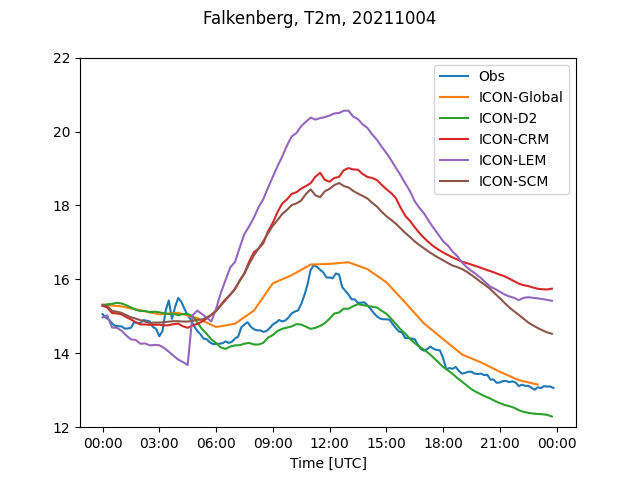 Falkenberg, T2m, 20211004
22
20
18
16
14
12
Obs
ICON-Global
ICON-D2
ICON-CRM
ICON-LEM
ICON-SCM
00:00 03:00 06:00 09:00 12:00 15:00 18:00 21:00 00:00
Time [UTC]